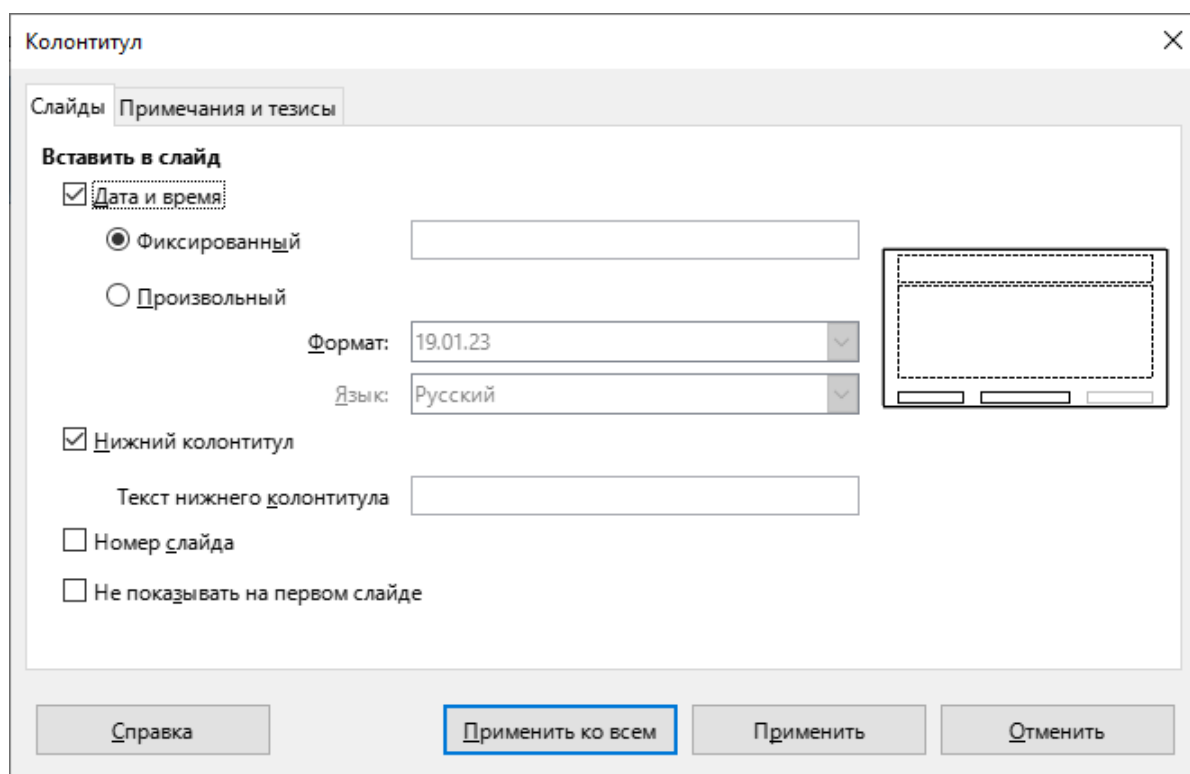 Колонтитул
Слайды Примечания и тезисы
Вставить в слайд
Дата и время
Фиксированный
Произвольный
Формат: 19.01.23
Язык: Русский
Нижний колонтитул
Текст нижнего колонтитула
Номер слайда
Не показывать на первом слайде
Справка Применить ко всем Применить Отменить